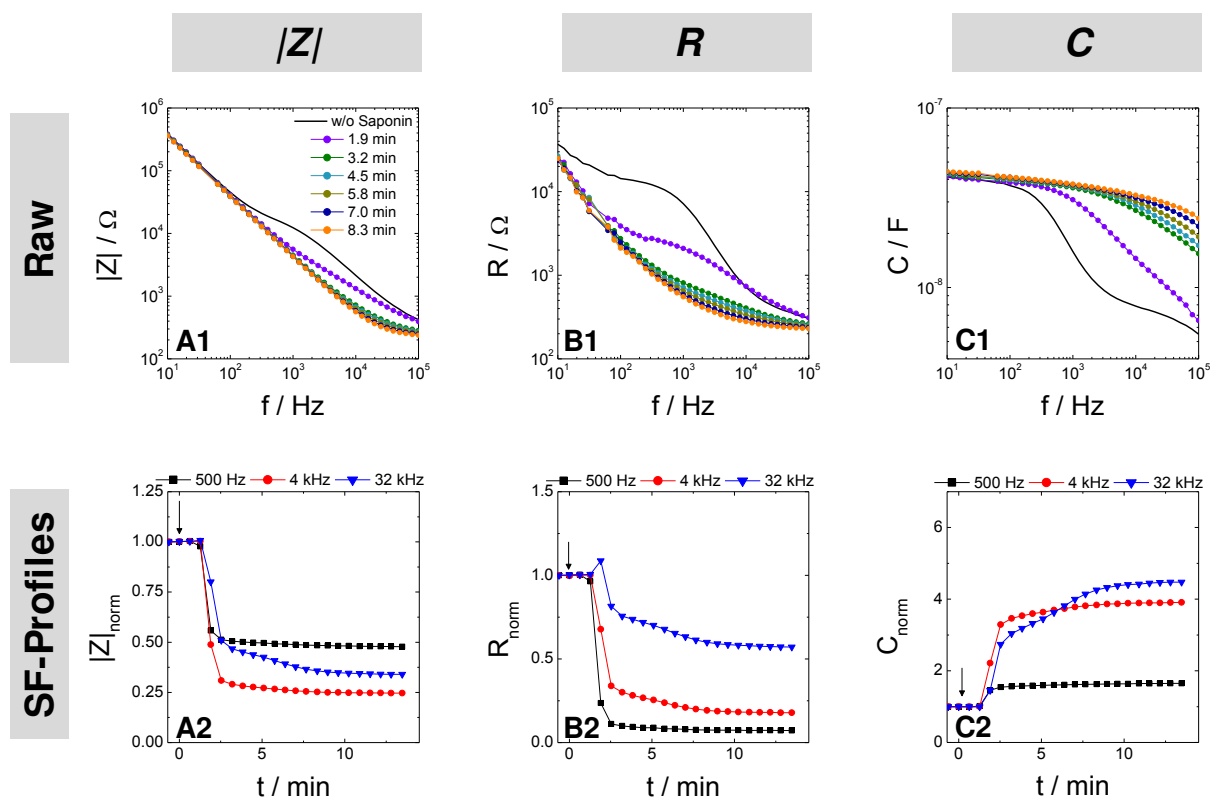 |Z|
R
C
Raw
SF-Profiles
10^6
10^5
10^4
10^3
10^2
10^1 10^2 10^3 10^4 10^5
|Z| / Ω
f / Hz
w/o Saponin
1.9 min
3.2 min
4.5 min
5.8 min
7.0 min
8.3 min
A1
10^5
10^4
10^3
10^2
10^1 10^2 10^3 10^4 10^5
R / Ω
f / Hz
B1
10^-7
10^-8
10^1 10^2 10^3 10^4 10^5
C / F
f / Hz
C1
500 Hz 4 kHz 32 kHz
1.25
1.00
0.75
0.50
0.25
0.00
0 5 10
|Z|norm
t / min
A2
500 Hz 4 kHz 32 kHz
1.5
1.0
0.5
0.0
0 5 10
Rnorm
t / min
B2
500 Hz 4 kHz 32 kHz
6
4
2
0
0 5 10
Cnorm
t / min
C2